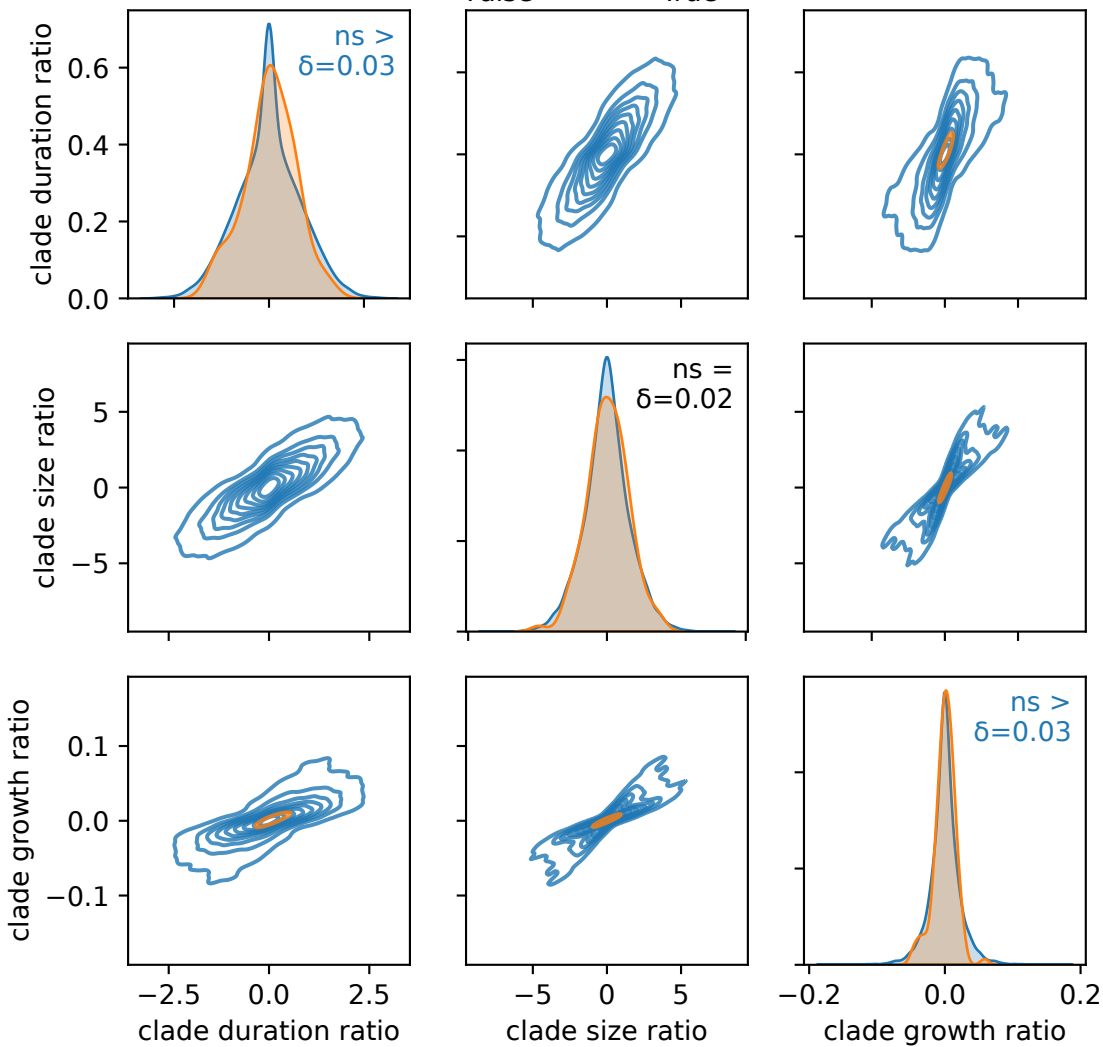 clade duration ratio
0.6
0.4
0.2
0.0
ns >
δ=0.03
clade size ratio
5
0
−5
ns =
δ=0.02
clade growth ratio
0.1
0.0
−0.1
ns >
δ=0.03
−2.5 0.0 2.5
−5 0 5
−0.2 0.0 0.2
clade duration ratio
clade size ratio
clade growth ratio